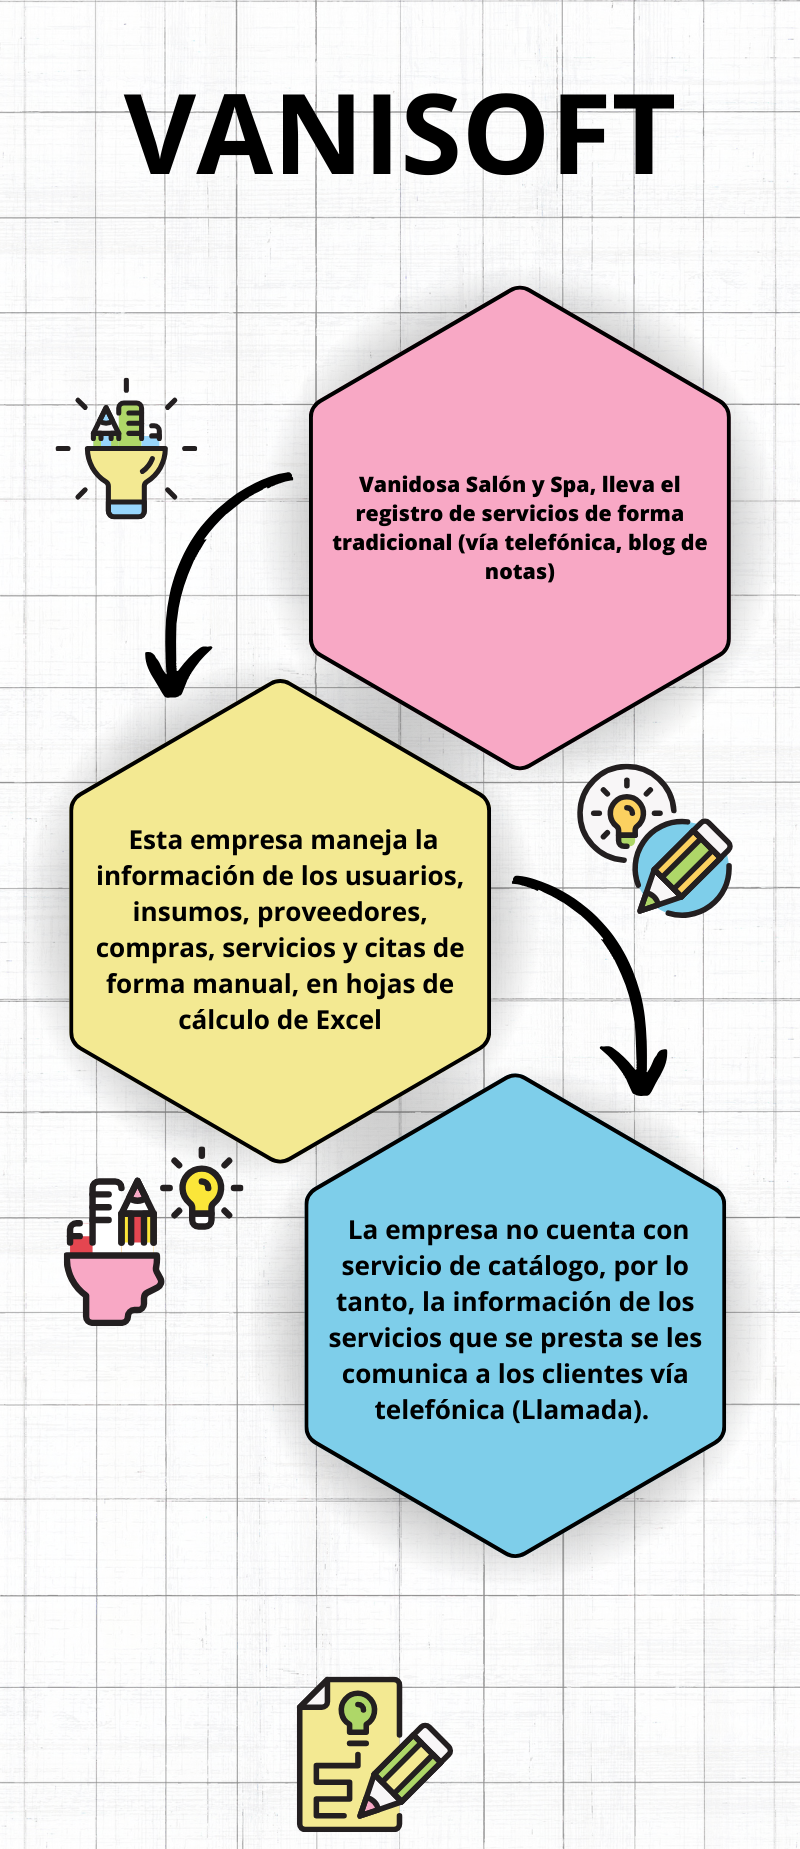 VANISOFT
Vanidosa Salón y Spa, lleva el
registro de servicios de forma
tradicional (vía telefónica, blog de
notas)
Esta empresa maneja la
información de los usuarios,
insumos, proveedores,
compras, servicios y citas de
forma manual, en hojas de
cálculo de Excel
La empresa no cuenta con
servicio de catálogo, por lo
tanto, la información de los
servicios que se presta se les
comunica a los clientes vía
telefónica (Llamada).